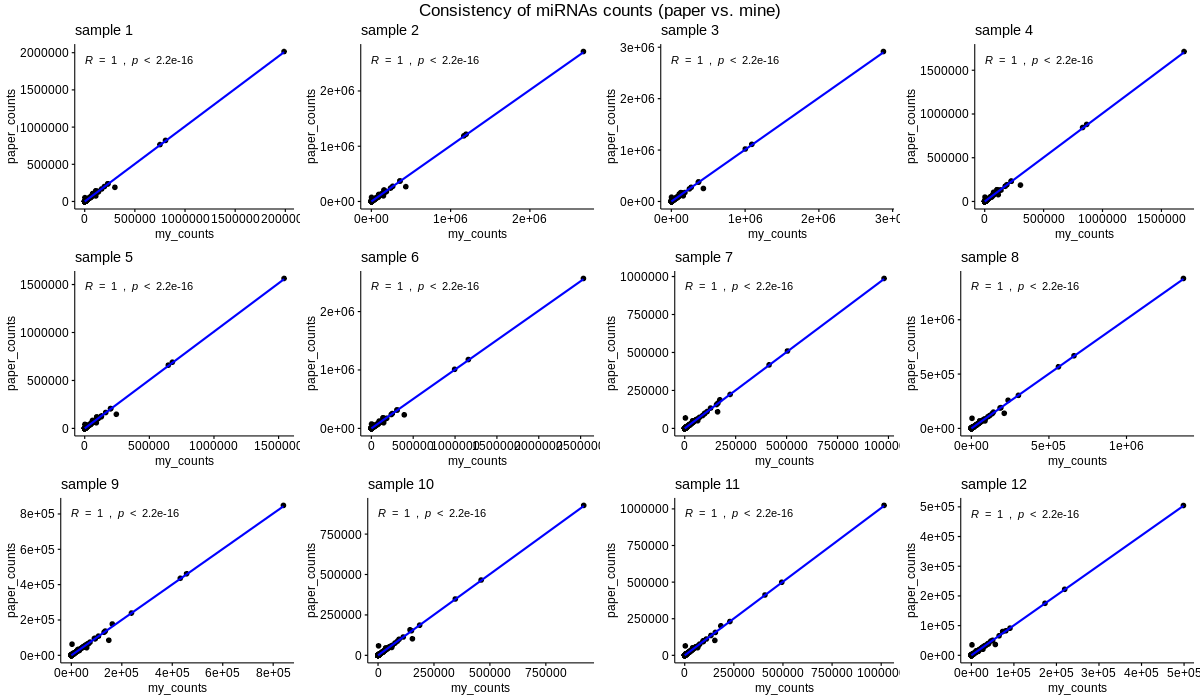 Consistency of miRNAs counts (paper vs. mine)
sample 1
R = 1 , p < 2.2e-16
2000000
1500000
1000000
500000
0
paper_counts
0 500000 1000000 1500000
my_counts
sample 2
R = 1 , p < 2.2e-16
2e+06
1e+06
0e+00
paper_counts
0e+00 1e+06 2e+06
my_counts
sample 3
R = 1 , p < 2.2e-16
3e+06
2e+06
1e+06
0e+00
paper_counts
0e+00 1e+06 2e+06
my_counts
sample 4
R = 1 , p < 2.2e-16
1500000
1000000
500000
0
paper_counts
0 500000 1000000 1500000
my_counts
sample 5
R = 1 , p < 2.2e-16
1500000
1000000
500000
0
paper_counts
0 500000 1000000
my_counts
sample 6
R = 1 , p < 2.2e-16
2e+06
1e+06
0e+00
paper_counts
0e+00
my_counts
sample 7
R = 1 , p < 2.2e-16
1000000
750000
500000
250000
0
paper_counts
0 250000 500000 750000
my_counts
sample 8
R = 1 , p < 2.2e-16
1e+06
5e+05
0e+00
paper_counts
0e+00 5e+05 1e+06
my_counts
sample 9
R = 1 , p < 2.2e-16
8e+05
6e+05
4e+05
2e+05
0e+00
paper_counts
0e+00 2e+05 4e+05 6e+05 8e+05
my_counts
sample 10
R = 1 , p < 2.2e-16
750000
500000
250000
0
paper_counts
0 250000 500000 750000
my_counts
sample 11
R = 1 , p < 2.2e-16
1000000
750000
500000
250000
0
paper_counts
0 250000 500000 750000
my_counts
sample 12
R = 1 , p < 2.2e-16
5e+05
4e+05
3e+05
2e+05
1e+05
0e+00
paper_counts
0e+00 1e+05 2e+05 3e+05 4e+05
my_counts